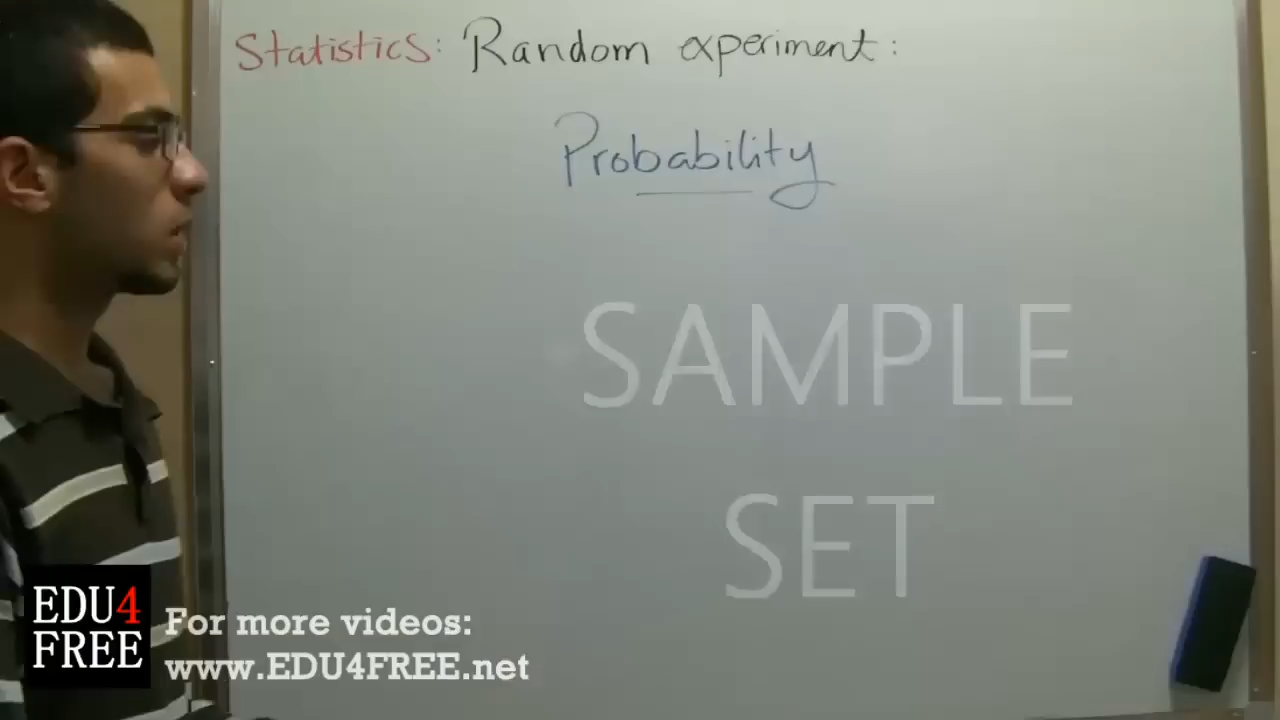 Statistics: Random experiment:
Probability
SAMPLE
SET
EDU4
FREE
For more videos:
www.EDU4FREE.net